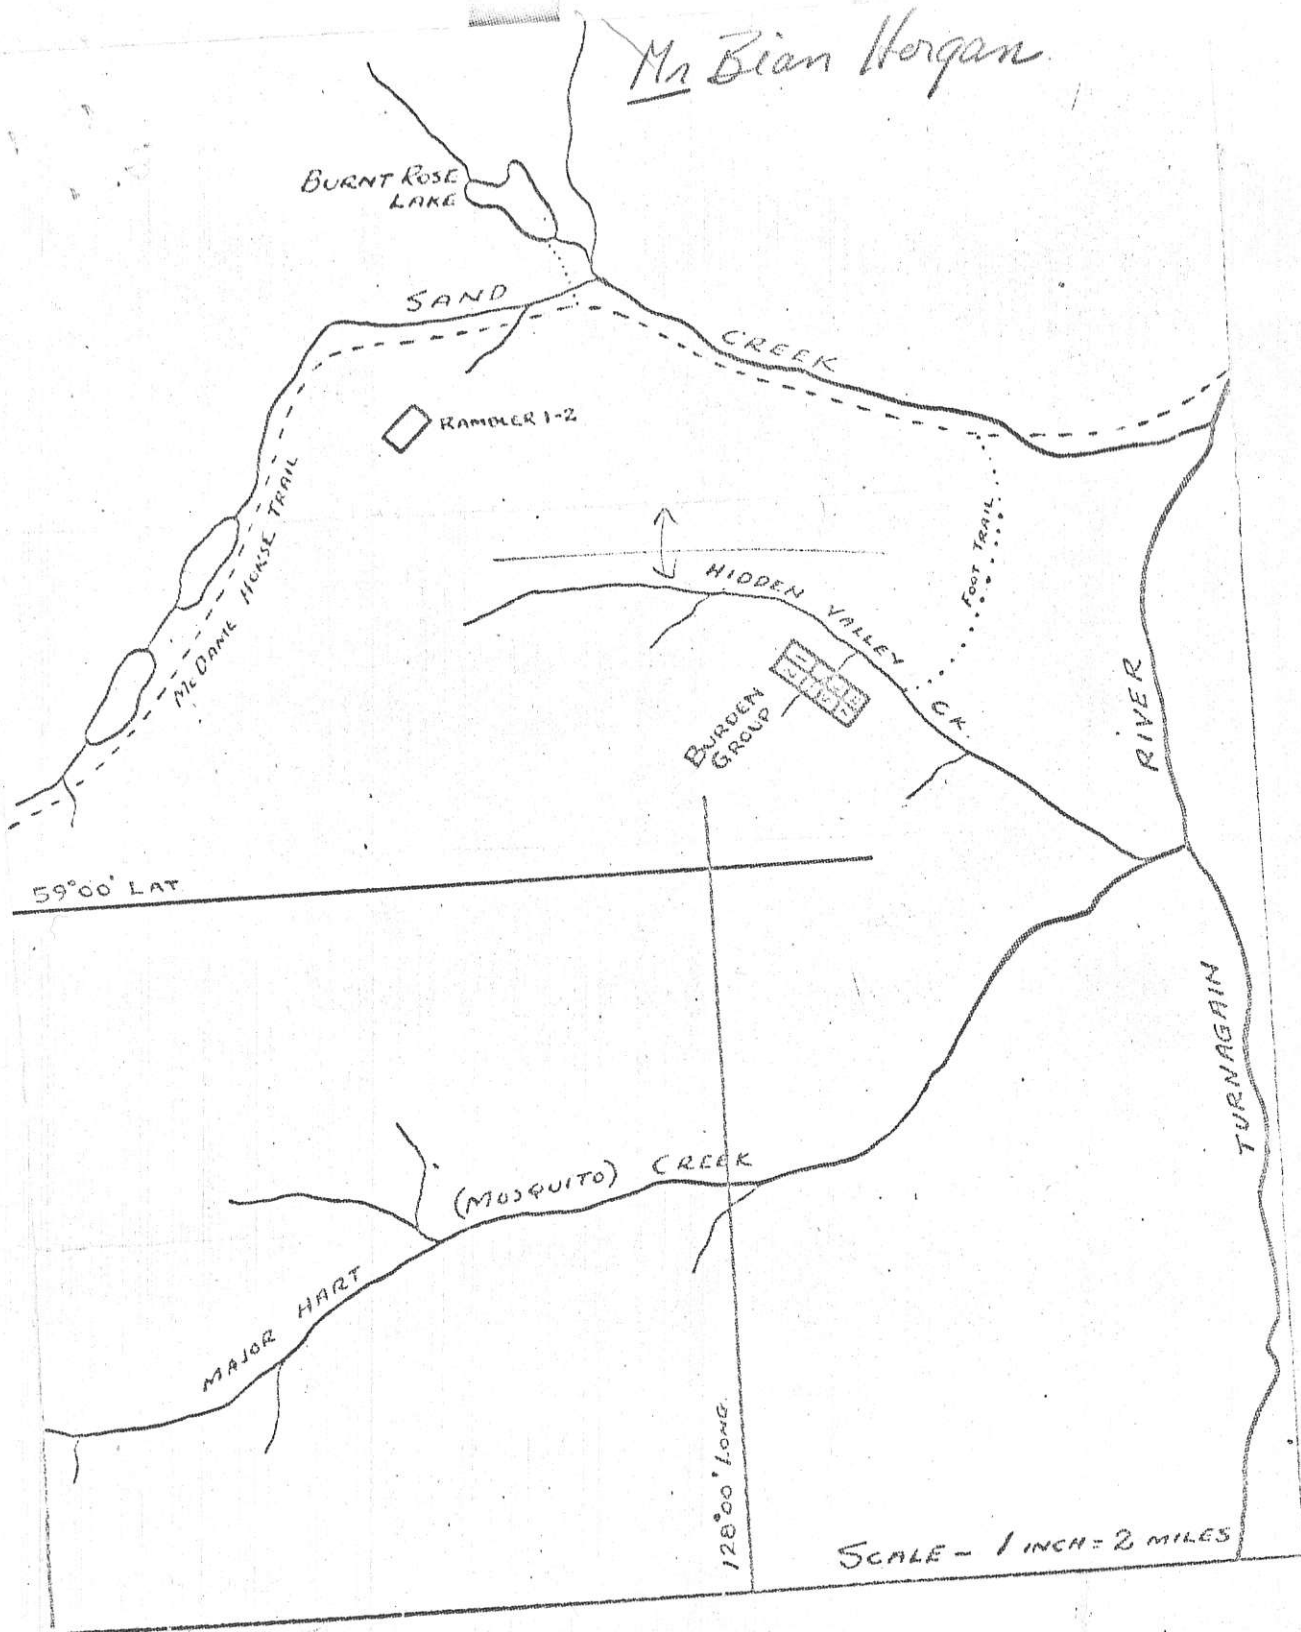 Mr Bian Horgan
BURNT ROSE
LAKE
SAND CREEK
RAMBLER 1-2
McDAME HORSE TRAIL
HIDDEN VALLEY CK.
FOOT TRAIL
BURDEN
GROUP
RIVER
59°00' LAT
TURNAGAIN
(MOSQUITO) CREEK
MAJOR HART
128°00' LONG.
SCALE - 1 INCH = 2 MILES